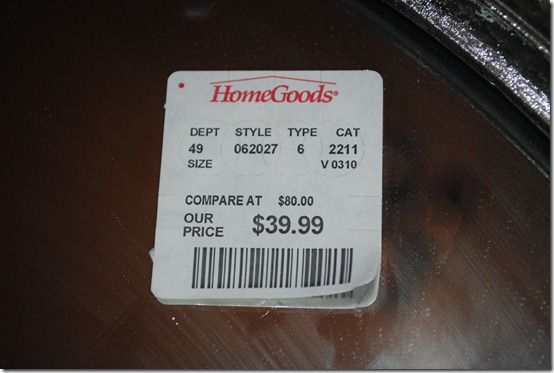 HomeGoods®
DEPT STYLE TYPE CAT
49 062027 6 2211
SIZE V 0310
COMPARE AT $80.00
OUR PRICE $39.99